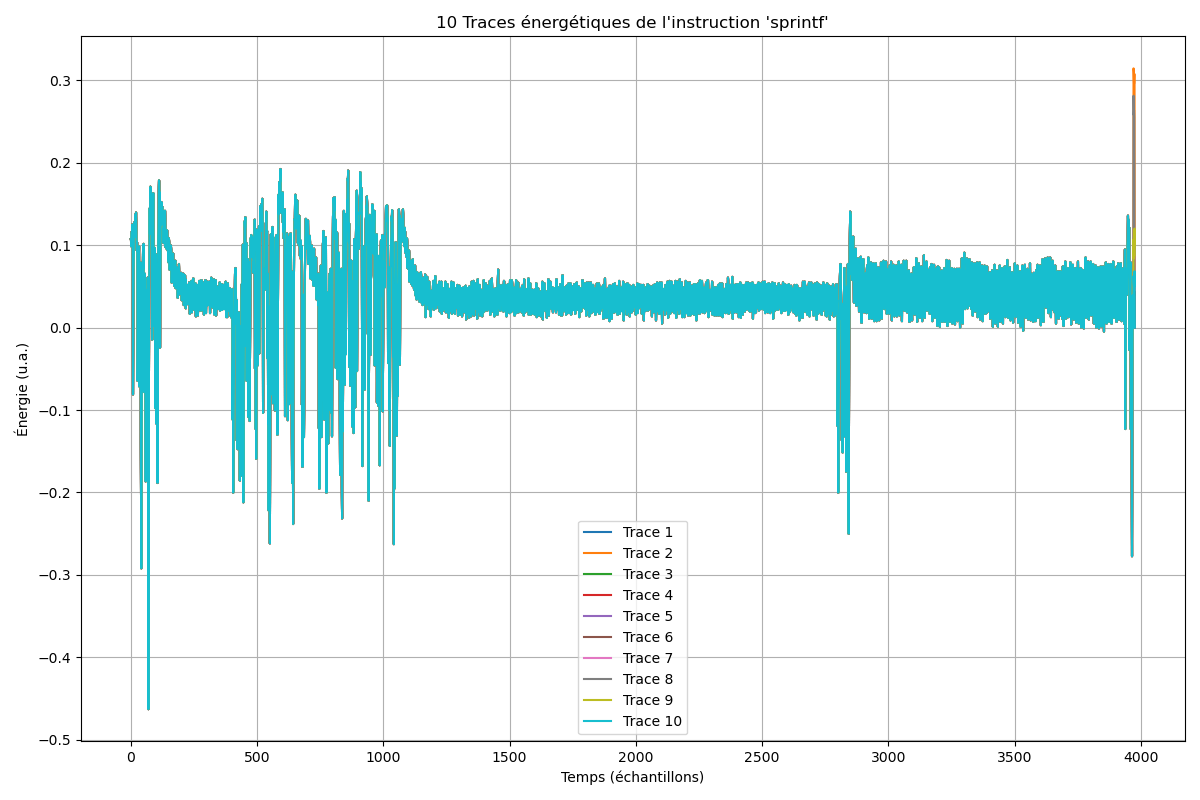 10 Traces énergétiques de l'instruction 'sprintf'
Énergie (u.a.)
0.3
0.2
0.1
0.0
−0.1
−0.2
−0.3
−0.4
−0.5
Trace 1
Trace 2
Trace 3
Trace 4
Trace 5
Trace 6
Trace 7
Trace 8
Trace 9
Trace 10
0 500 1000 1500 2000 2500 3000 3500 4000
Temps (échantillons)